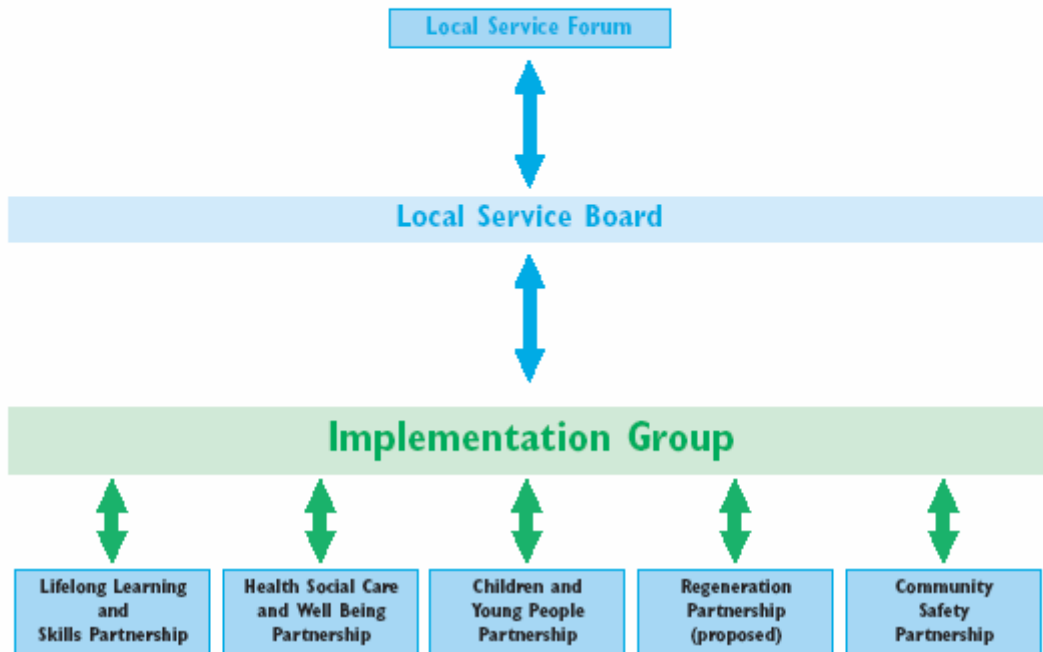 Local Service Forum
Local Service Board
Implementation Group
Lifelong Learning
and
Skills Partnership
Health Social Care
and Well Being
Partnership
Children and
Young People
Partnership
Regeneration
Partnership
(proposed)
Community
Safety
Partnership